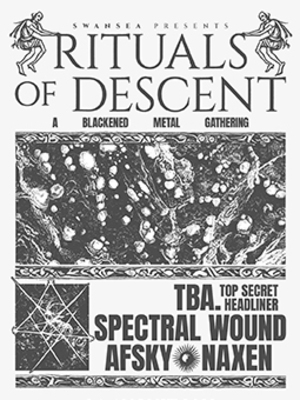 SWANSEA PRESENTS
RITUALS
OF DESCENT
A BLACKENED METAL GATHERING
TBA. TOP SECRET
HEADLINER
SPECTRAL WOUND
AFSKY NAXEN